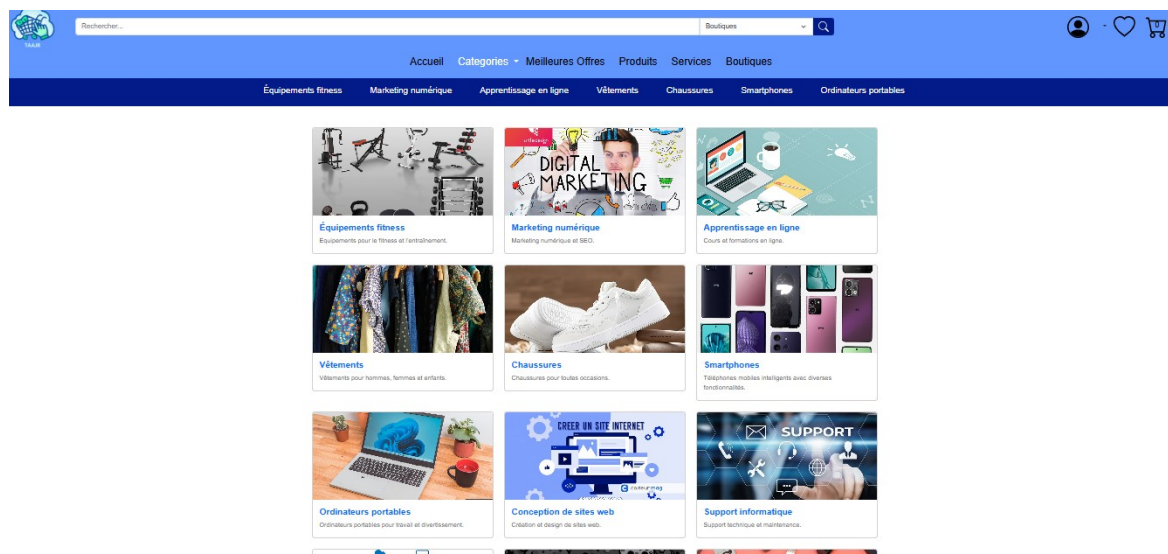 Rechercher...
Boutiques
TAAJR
0
Accueil Categories Meilleures Offres Produits Services Boutiques
Équipements fitness Marketing numérique Apprentissage en ligne Vêtements Chaussures Smartphones Ordinateurs portables
DIGITAL
MARKETING
Équipements fitness
Equipements pour le fitness et l'entraînement.
Marketing numérique
Marketing numérique et SEO.
Apprentissage en ligne
Cours et formations en ligne.
Vêtements
Vêtements pour hommes, femmes et enfants.
Chaussures
Chaussures pour toutes occasions.
Smartphones
Téléphones mobiles intelligents avec diverses
fonctionnalités.
CREER UN SITE INTERNET
SUPPORT
Ordinateurs portables
Ordinateurs portables pour travail et divertissement.
Conception de sites web
Création et design de sites web.
Support informatique
Support technique et maintenance.